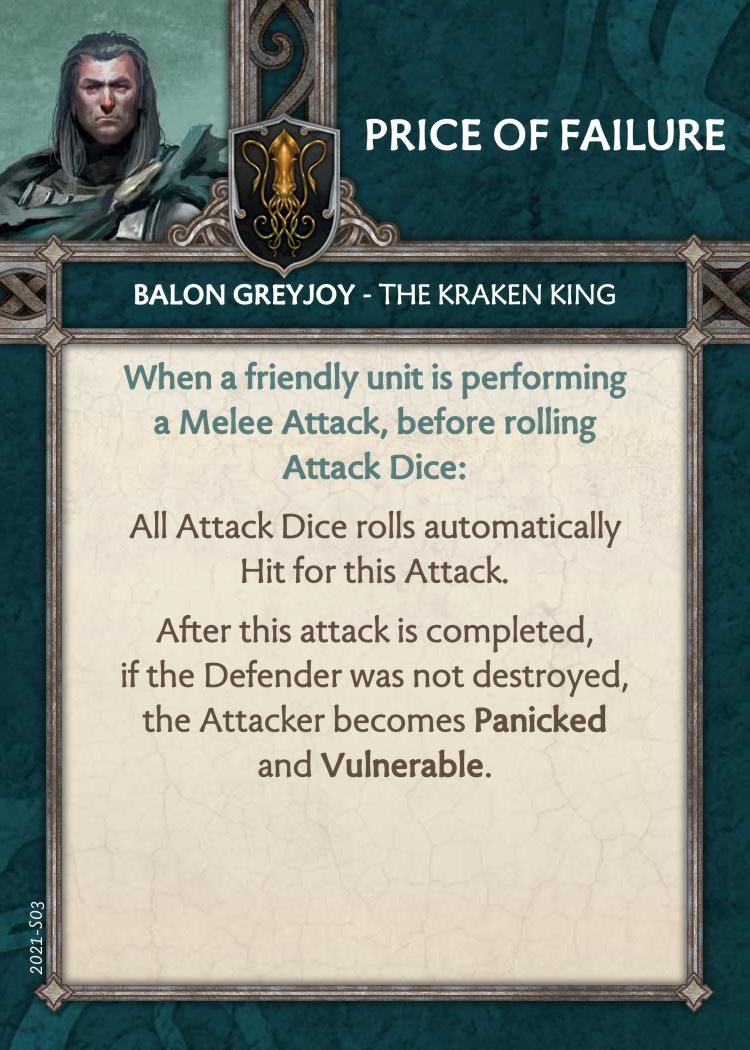 PRICE OF FAILURE
BALON GREYJOY - THE KRAKEN KING
When a friendly unit is performing
a Melee Attack, before rolling
Attack Dice:
All Attack Dice rolls automatically
Hit for this Attack.
After this attack is completed,
if the Defender was not destroyed,
the Attacker becomes Panicked
and Vulnerable.
2021-S03